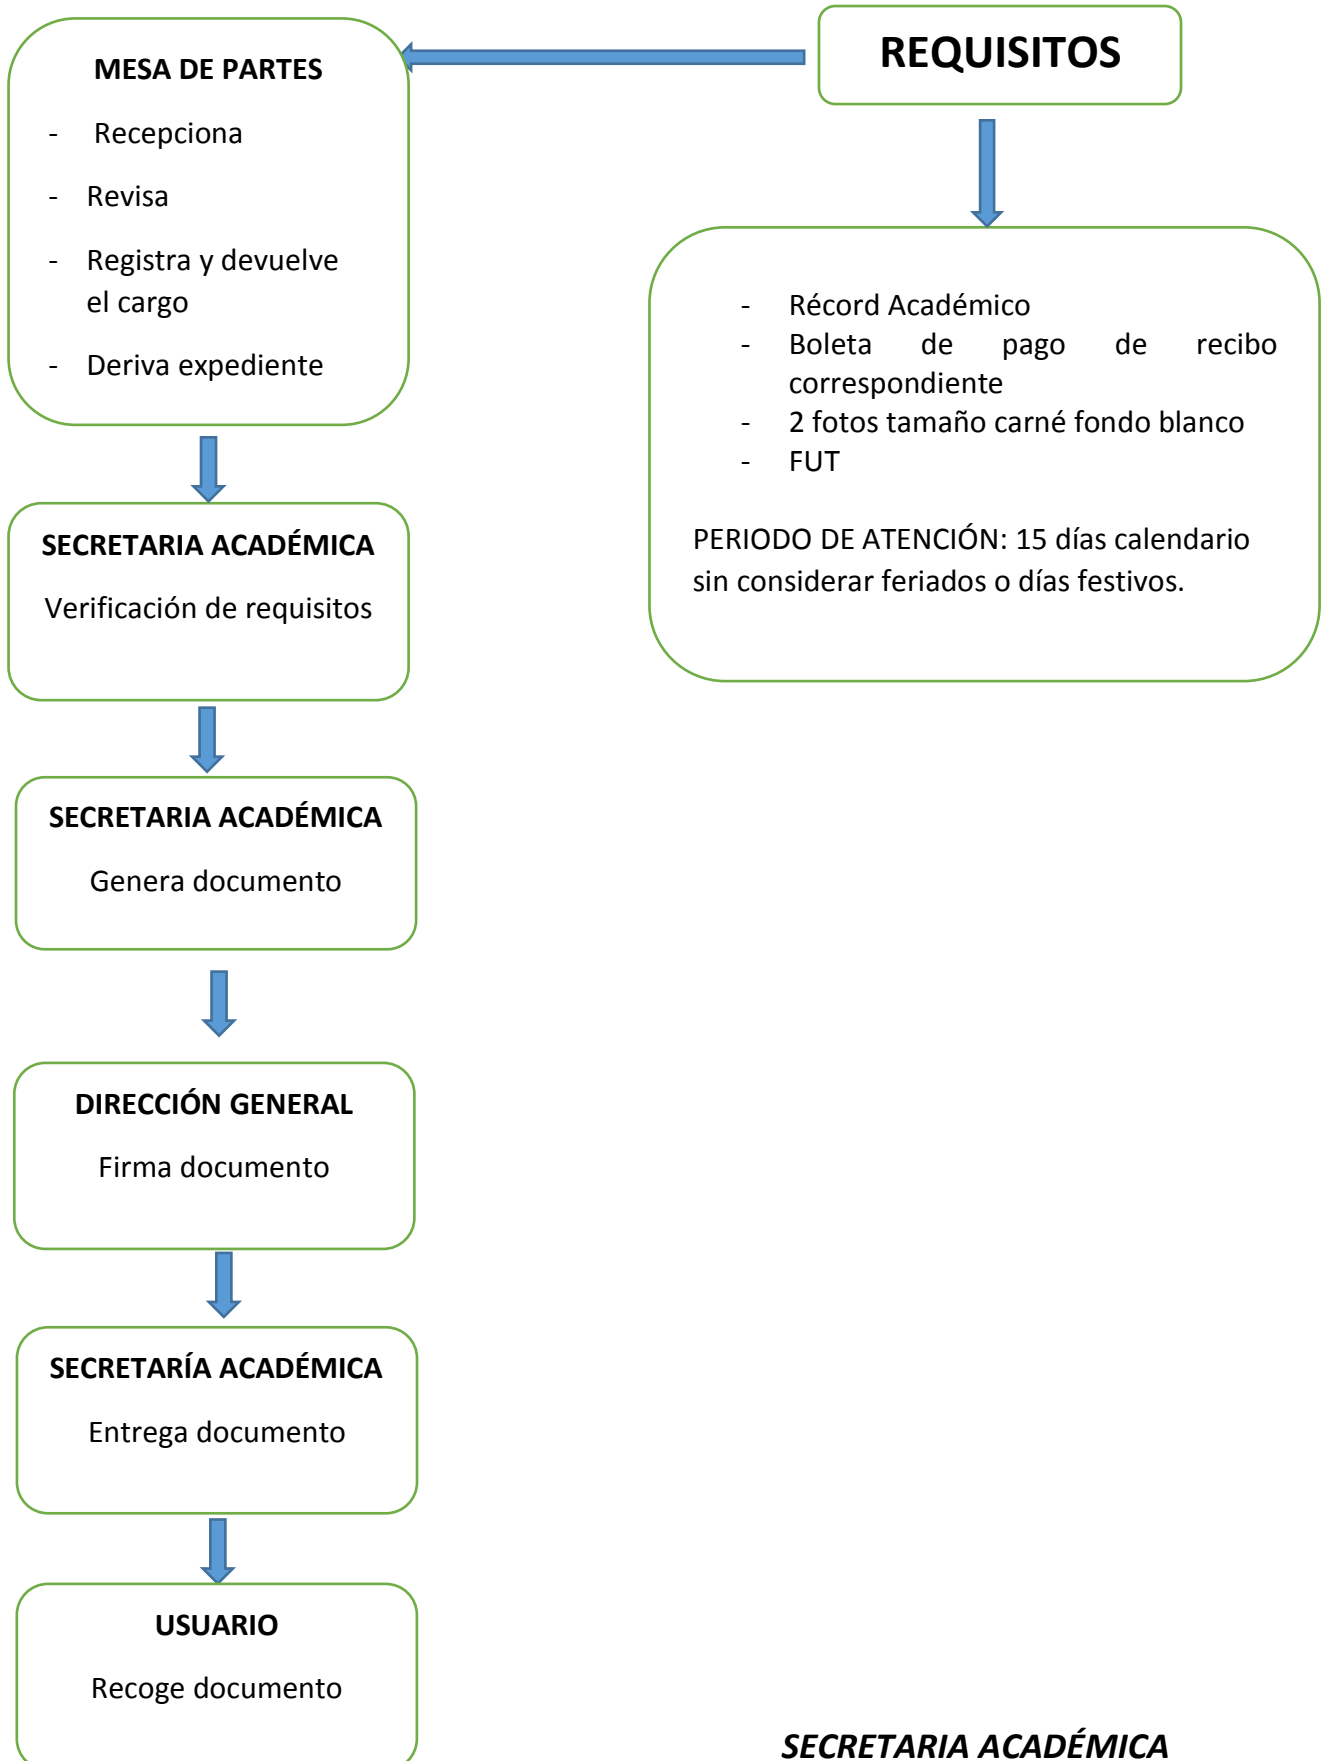 REQUISITOS
MESA DE PARTES
- Recepciona
- Revisa
- Registra y devuelve
el cargo
- Deriva expediente
- Récord Académico
- Boleta de pago de recibo
correspondiente
- 2 fotos tamaño carné fondo blanco
- FUT
PERIODO DE ATENCIÓN: 15 días calendario
sin considerar feriados o días festivos.
SECRETARIA ACADÉMICA
Verificación de requisitos
SECRETARIA ACADÉMICA
Genera documento
DIRECCIÓN GENERAL
Firma documento
SECRETARÍA ACADÉMICA
Entrega documento
USUARIO
Recoge documento
SECRETARIA ACADÉMICA